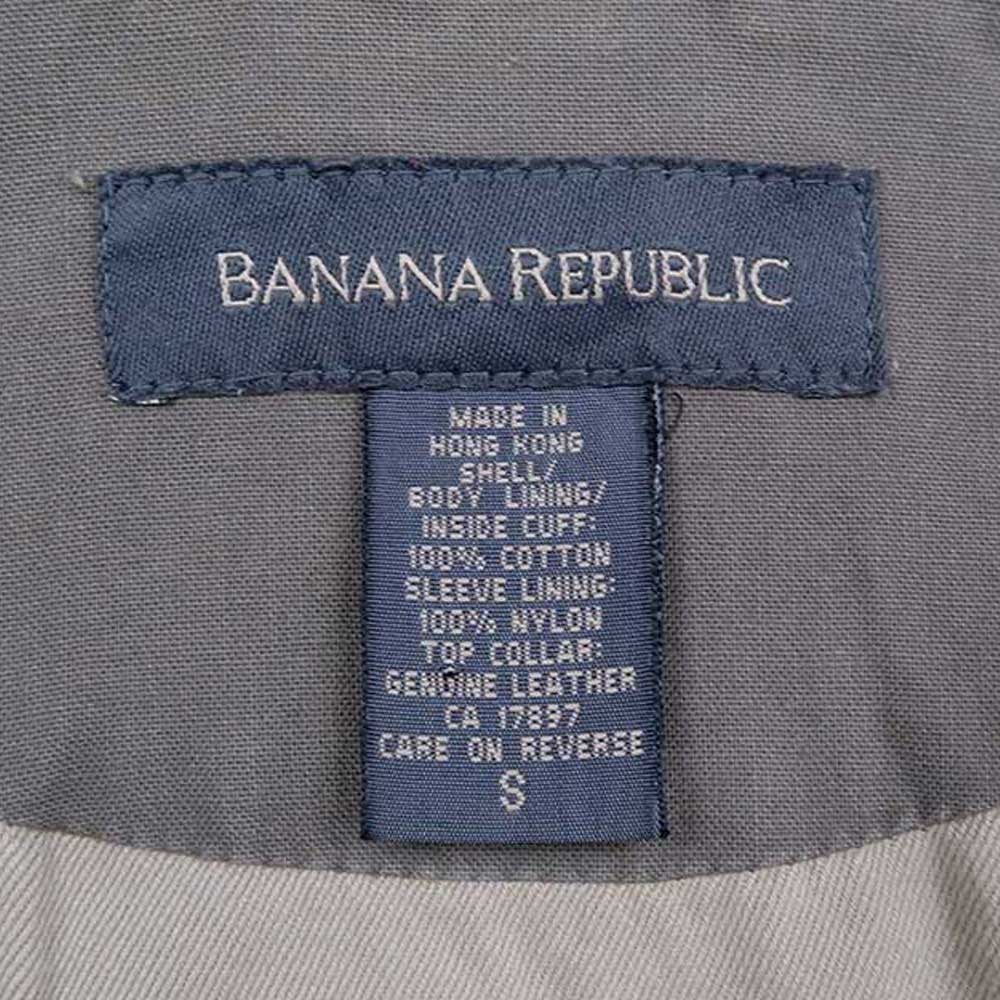 BANANA REPUBLIC
MADE IN
HONG KONG
SHELL/
BODY LINING/
INSIDE CUFF:
100% COTTON
SLEEVE LINING:
100% NYLON
TOP COLLAR:
GENUINE LEATHER
CA 17897
CARE ON REVERSE
S